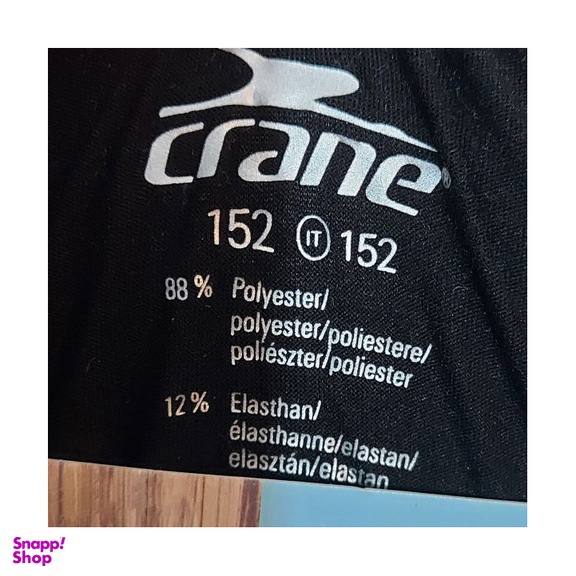 crane®
152 IT 152
88 % Polyester/
polyester/poliestere/
poliészter/poliester
12 % Elasthan/
élasthanne/elastan/
elasztán/elastan
Snapp!
Shop